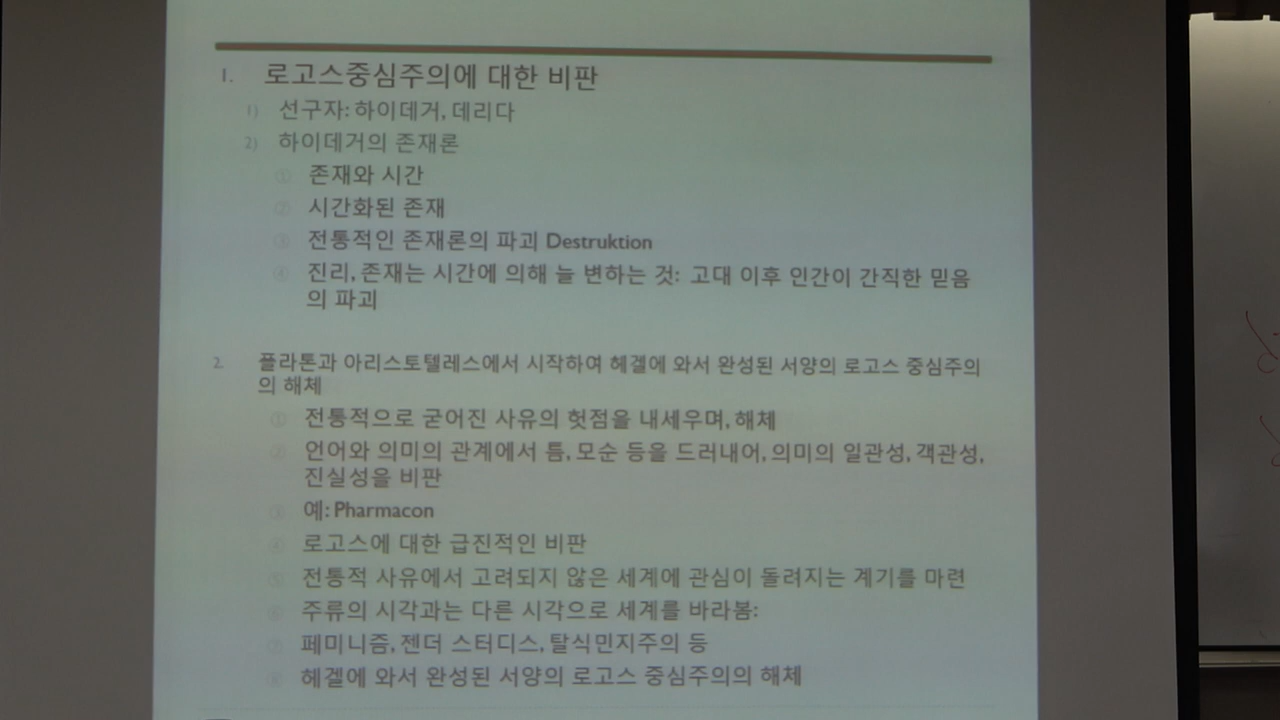 1. 로고스중심주의에 대한 비판
1) 선구자: 하이데거, 데리다
2) 하이데거의 존재론
① 존재와 시간
② 시간화된 존재
③ 전통적인 존재론의 파괴 Destruktion
④ 진리, 존재는 시간에 의해 늘 변하는 것: 고대 이후 인간이 간직한 믿음
의 파괴
2. 플라톤과 아리스토텔레스에서 시작하여 헤겔에 와서 완성된 서양의 로고스 중심주의
의 해체
① 전통적으로 굳어진 사유의 헛점을 내세우며, 해체
② 언어와 의미의 관계에서 틈, 모순 등을 드러내어, 의미의 일관성, 객관성,
진실성을 비판
③ 예: Pharmacon
④ 로고스에 대한 급진적인 비판
⑤ 전통적 사유에서 고려되지 않은 세계에 관심이 돌려지는 계기를 마련
⑥ 주류의 시각과는 다른 시각으로 세계를 바라봄:
⑦ 페미니즘, 젠더 스터디스, 탈식민지주의 등
⑧ 헤겔에 와서 완성된 서양의 로고스 중심주의의 해체